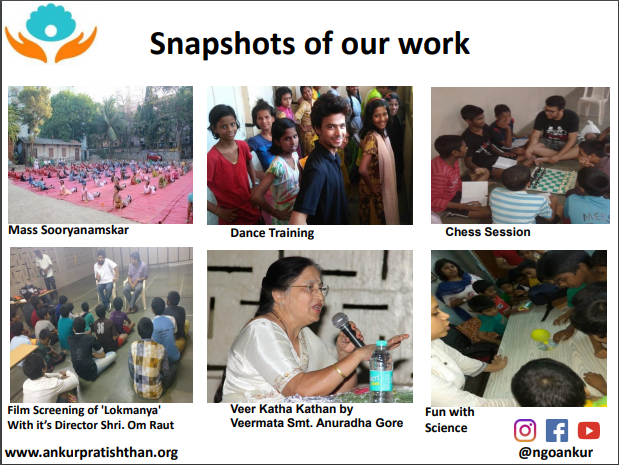 Snapshots of our work
Mass Sooryanamskar
Dance Training
Chess Session
Film Screening of 'Lokmanya'
With it's Director Shri. Om Raut
Veer Katha Kathan by
Veermata Smt. Anuradha Gore
Fun with
Science
www.ankurpratishthan.org
@ngoankur